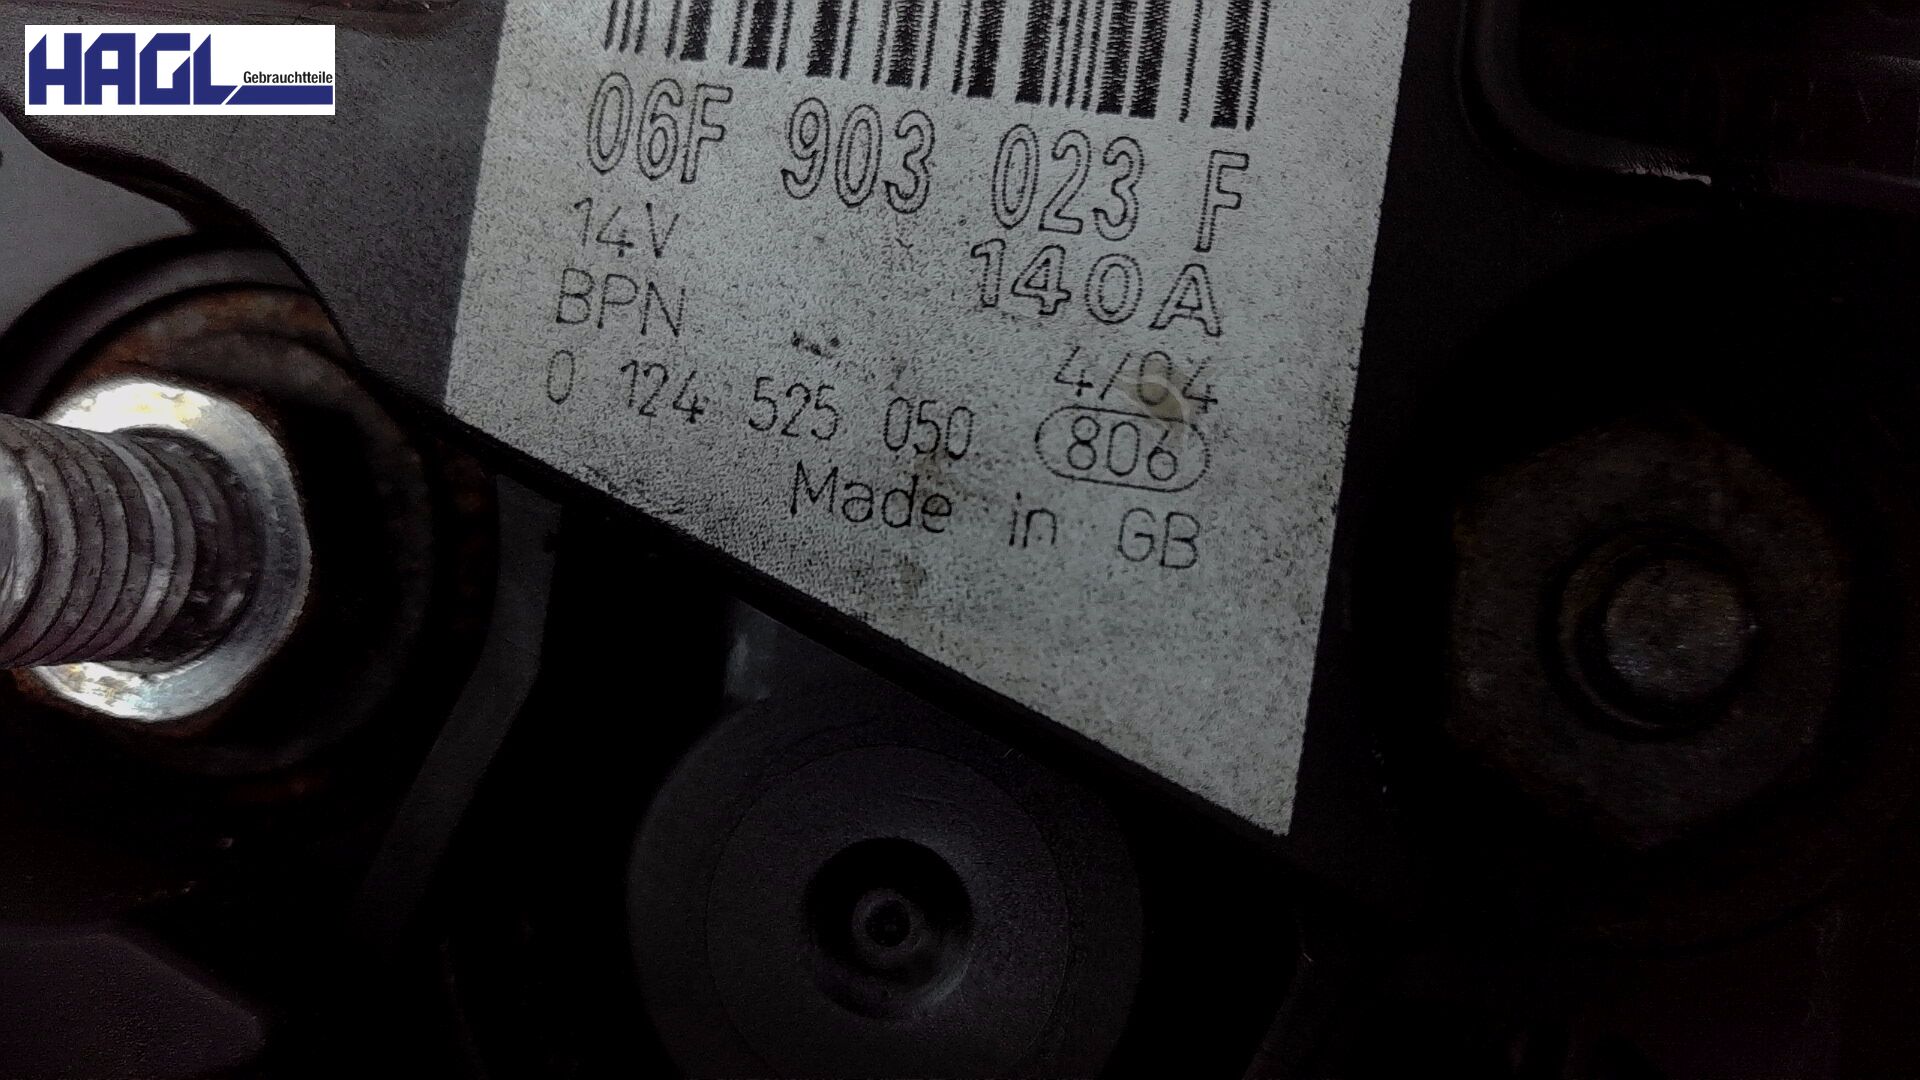 HAGL
Gebrauchtteile
06F 903 023 F
14V 140A
BPN 4/04
0 124 525 050 806
Made in GB